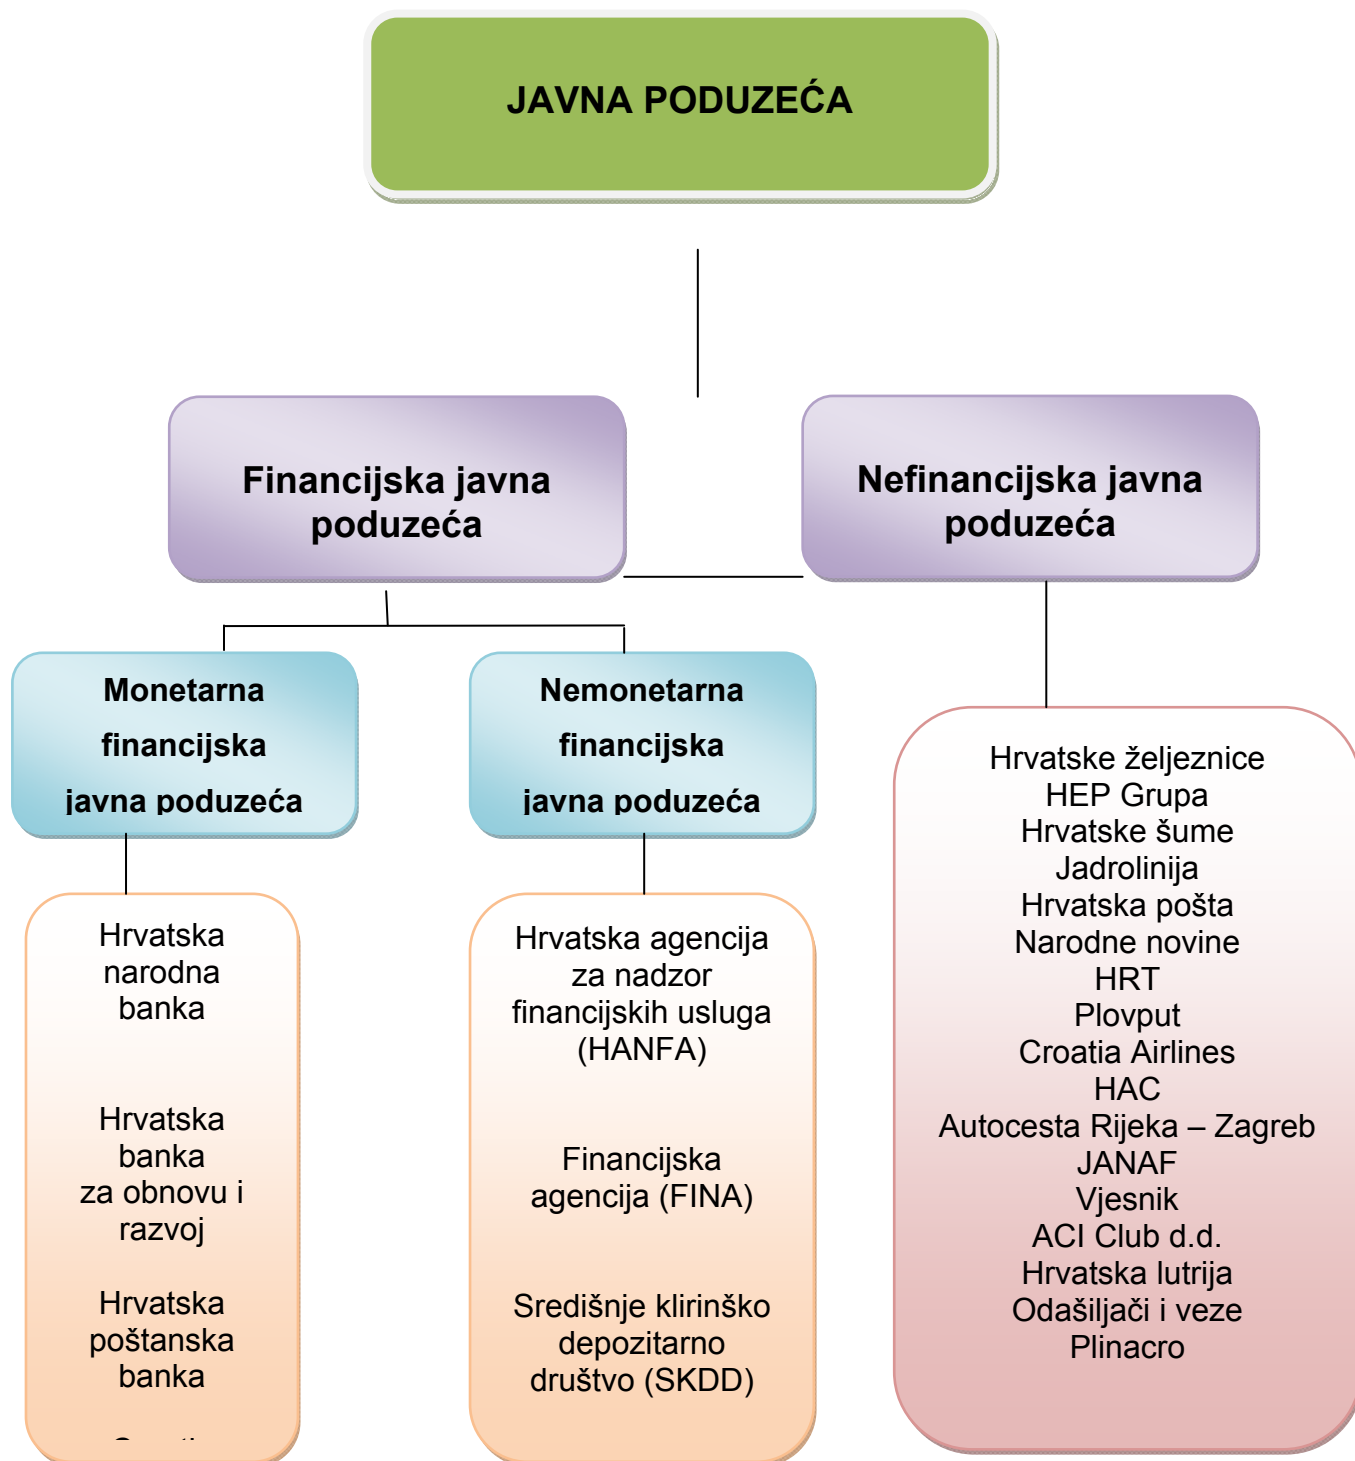 JAVNA PODUZEĆA
Financijska javna
poduzeća
Nefinancijska javna
poduzeća
Monetarna
financijska
javna poduzeća
Nemonetarna
financijska
javna poduzeća
Hrvatska
narodna
banka
Hrvatska
banka
za obnovu i
razvoj
Hrvatska
poštanska
banka
Hrvatska agencija
za nadzor
financijskih usluga
(HANFA)
Financijska
agencija (FINA)
Središnje klirinško
depozitarno
društvo (SKDD)
Hrvatske željeznice
HEP Grupa
Hrvatske šume
Jadrolinija
Hrvatska pošta
Narodne novine
HRT
Plovput
Croatia Airlines
HAC
Autocesta Rijeka – Zagreb
JANAF
Vjesnik
ACI Club d.d.
Hrvatska lutrija
Odašiljači i veze
Plinacro